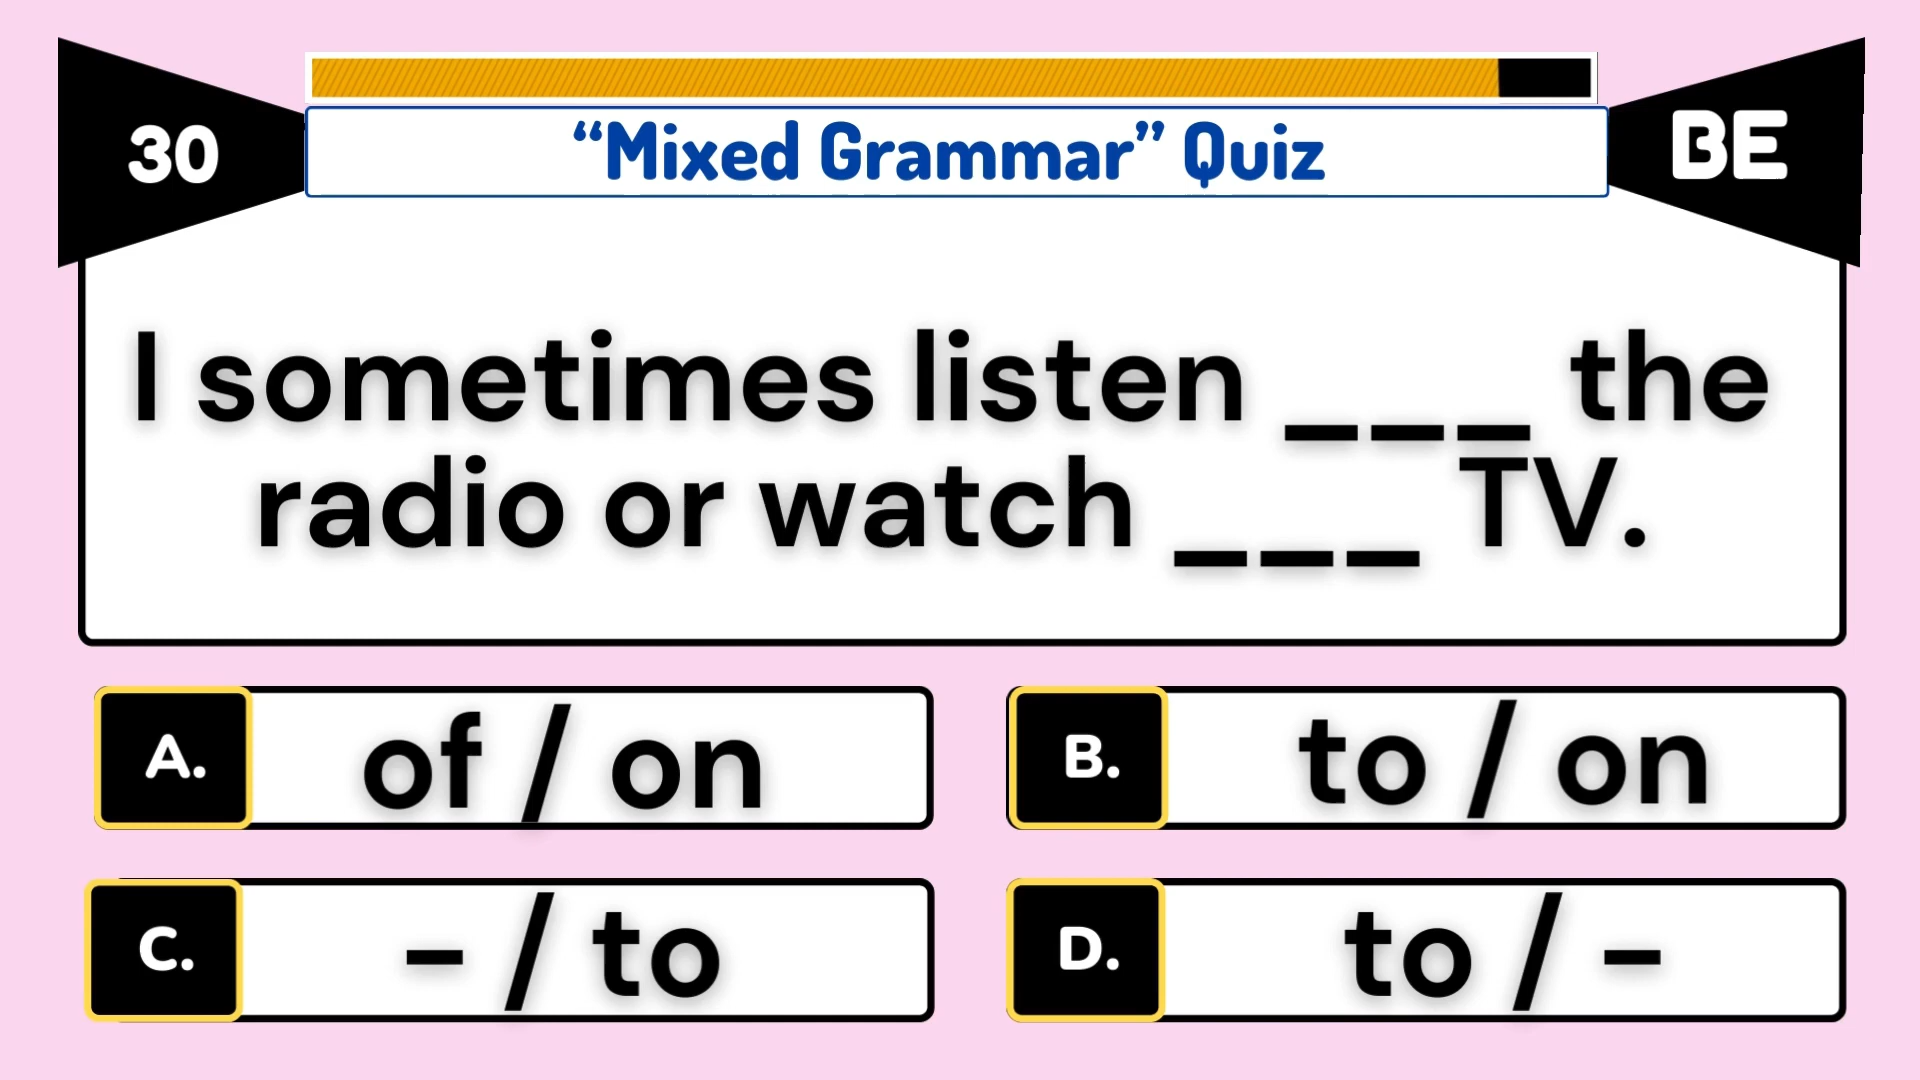 30
“Mixed Grammar” Quiz
BE
I sometimes listen ___ the
radio or watch ___ TV.
A. of / on
B. to / on
C. – / to
D. to / –